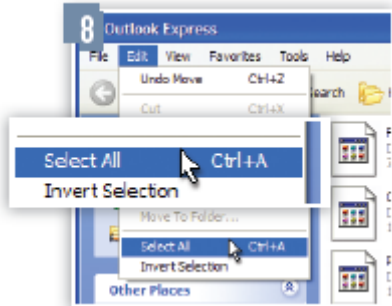 8
Outlook Express
File Edit View Favorites Tools Help
Undo Move Ctrl+Z
Cut Ctrl+X
earch
Select All Ctrl+A
Invert Selection
Move To Folder...
Select All Ctrl+A
Invert Selection
Other Places